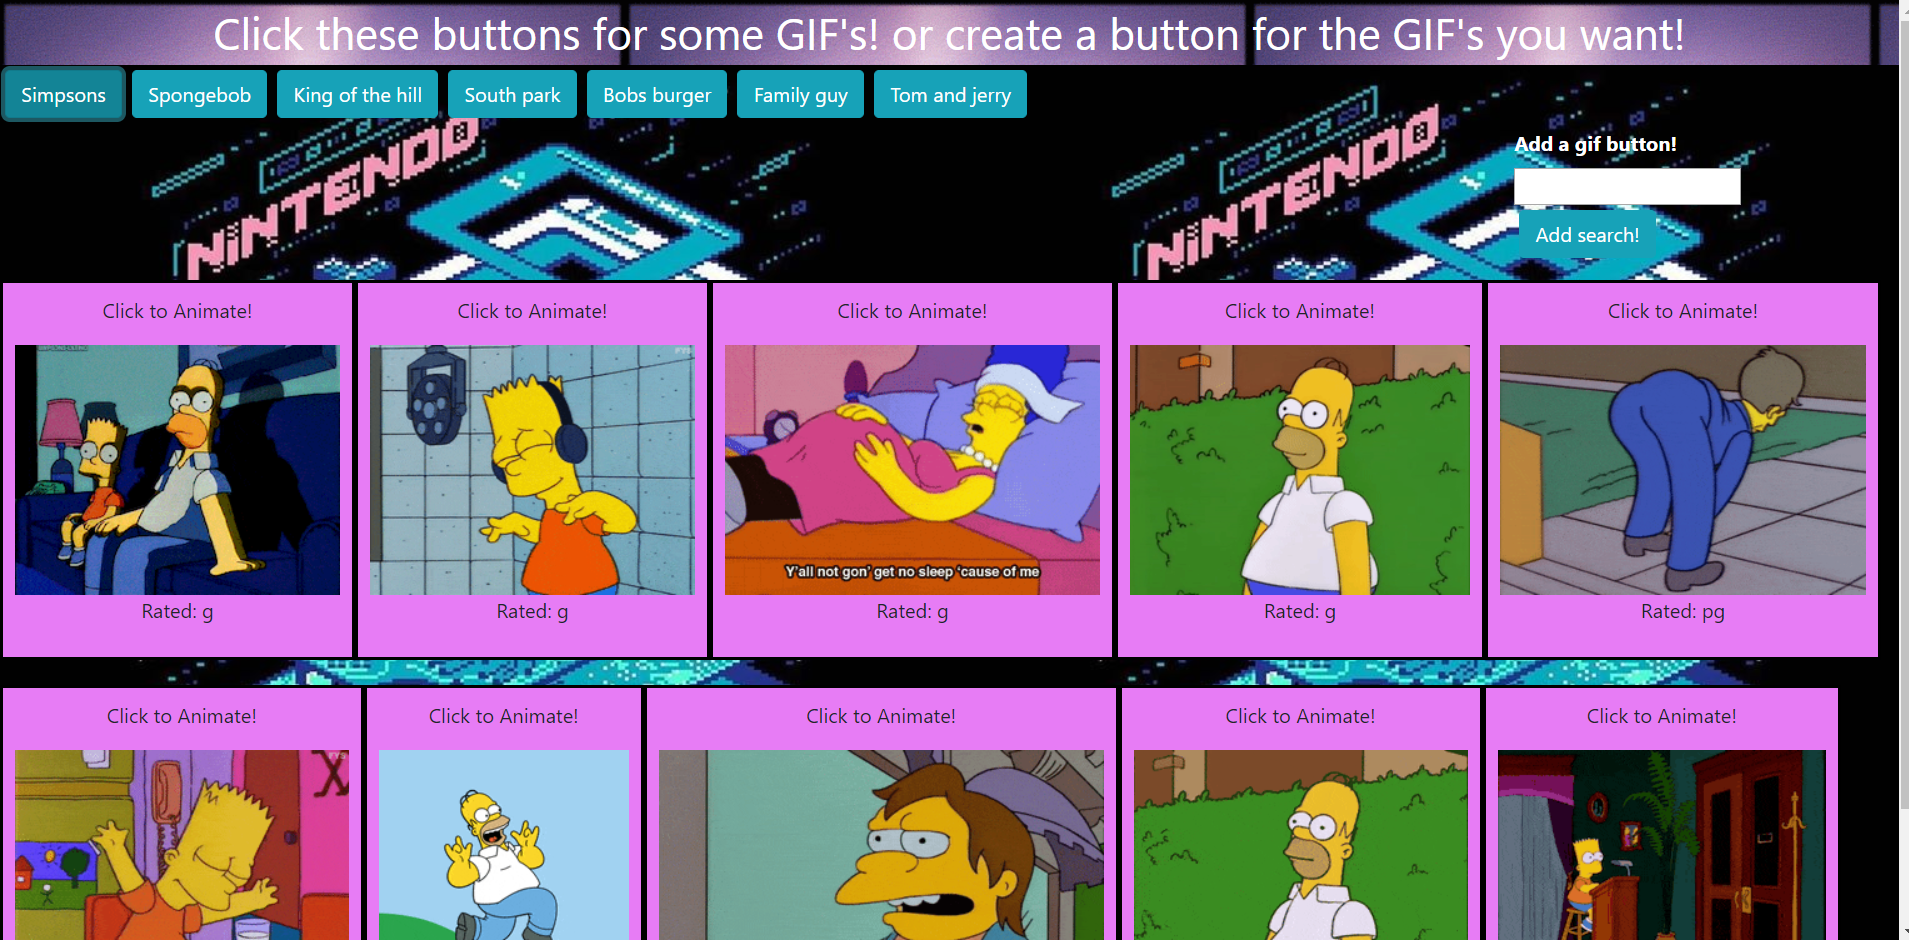 Click these buttons for some GIF's! or create a button for the GIF's you want!
Simpsons Spongebob King of the hill South park Bobs burger Family guy Tom and jerry
NINTENDO NINTENDO
Add a gif button!
Add search!
Click to Animate! Click to Animate! Click to Animate! Click to Animate! Click to Animate!
FYS
Y'all not gon' get no sleep 'cause of me
Rated: g Rated: g Rated: g Rated: g Rated: pg
Click to Animate! Click to Animate! Click to Animate! Click to Animate! Click to Animate!
FYS